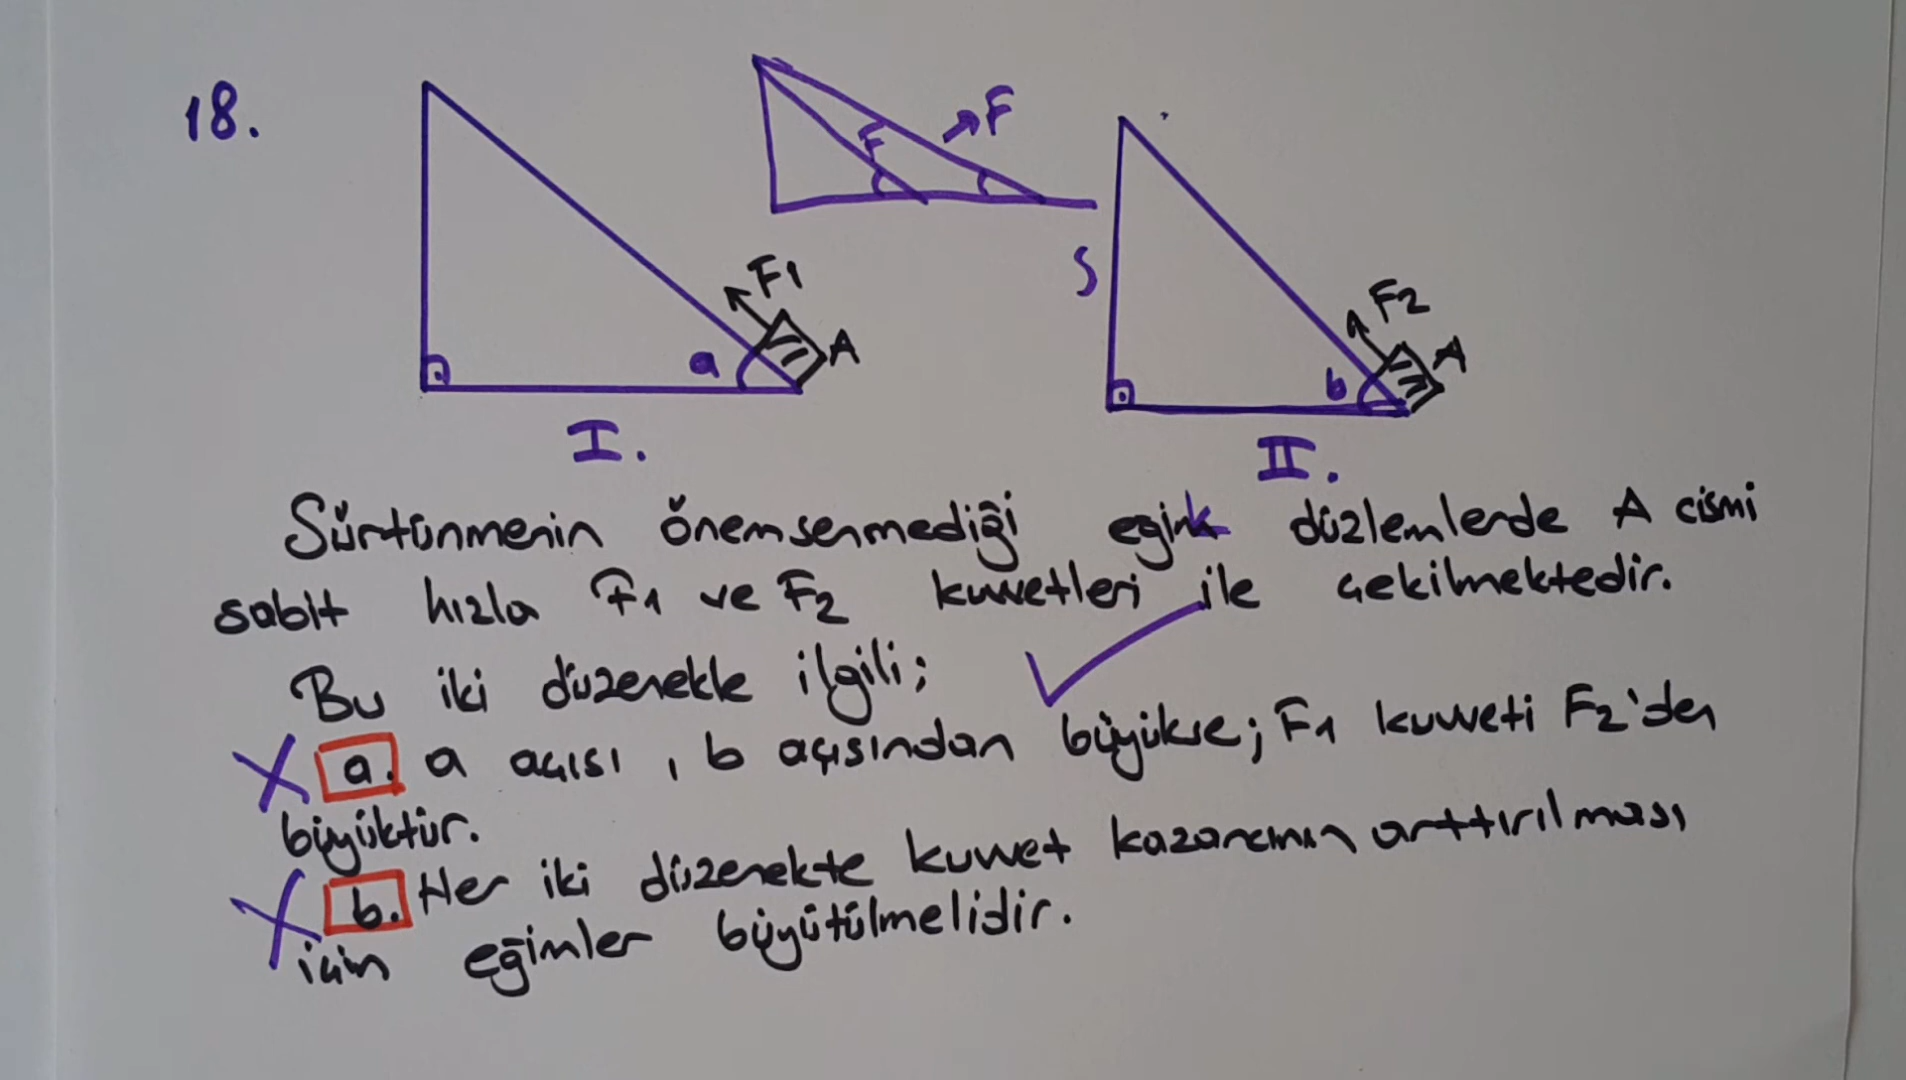 18.
F
F
F1
A
a
I.
S
F2
A
b
II.
Sürtünmenin önemsenmediği eğik düzlemlerde A cismi
sabit hızla F1 ve F2 kuvvetleri ile çekilmektedir.
Bu iki düzenekle ilgili;
a. a açısı, b açısından büyükse; F1 kuvveti F2'den
büyüktür.
b. Her iki düzenekte kuvvet kazancının arttırılması
için eğimler büyütülmelidir.